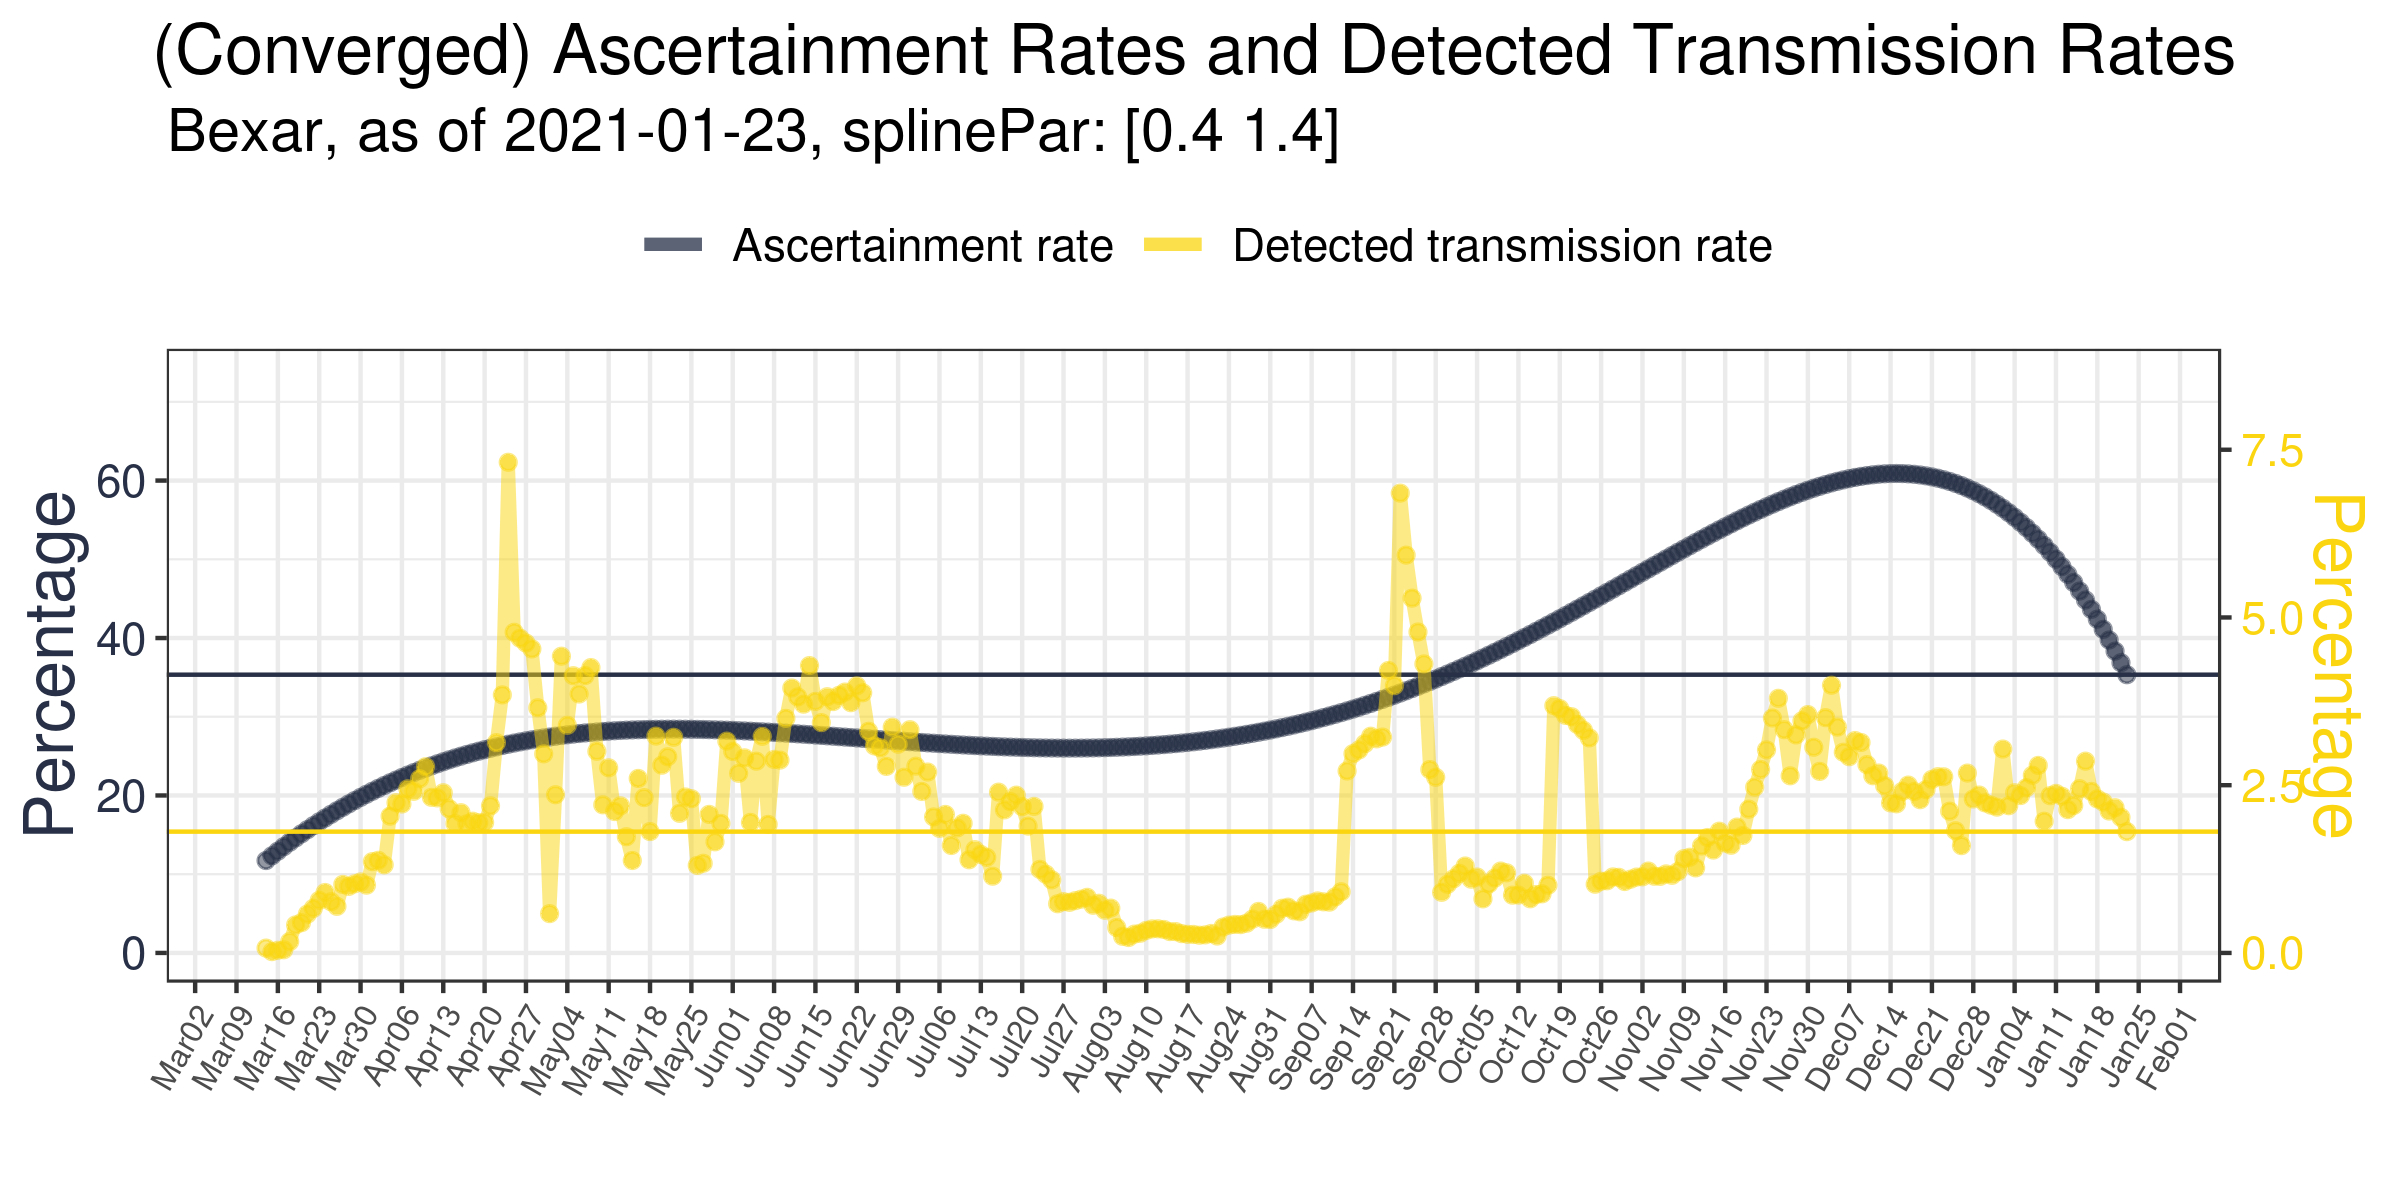 (Converged) Ascertainment Rates and Detected Transmission Rates
Bexar, as of 2021-01-23, splinePar: [0.4 1.4]
Ascertainment rate
Detected transmission rate
Percentage
60
40
20
0
7.5
5.0
2.5
0.0
Percentage
Mar02
Mar09
Mar16
Mar23
Mar30
Apr06
Apr13
Apr20
Apr27
May04
May11
May18
May25
Jun01
Jun08
Jun15
Jun22
Jun29
Jul06
Jul13
Jul20
Jul27
Aug03
Aug10
Aug17
Aug24
Aug31
Sep07
Sep14
Sep21
Sep28
Oct05
Oct12
Oct19
Oct26
Nov02
Nov09
Nov16
Nov23
Nov30
Dec07
Dec14
Dec21
Dec28
Jan04
Jan11
Jan18
Jan25
Feb01